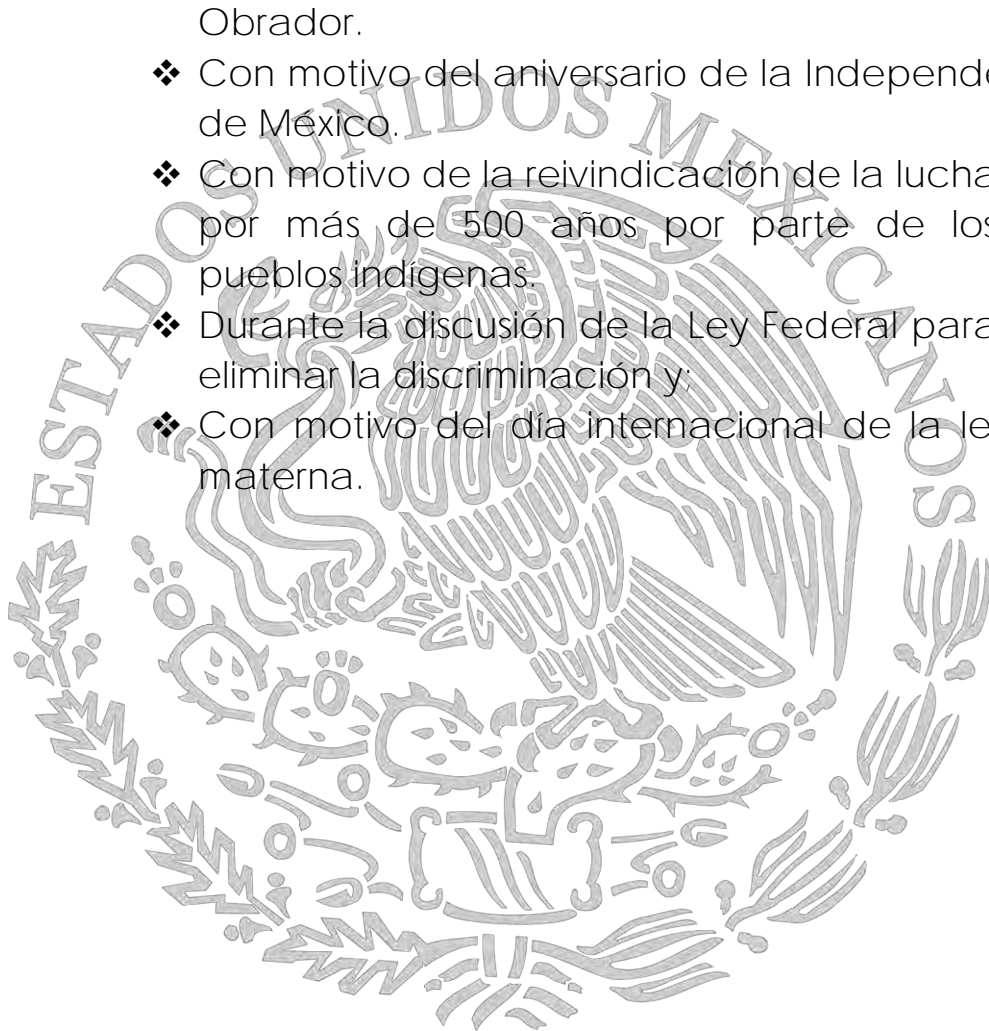 Obrador.
❖ Con motivo del aniversario de la Independe
de México.
❖ Con motivo de la reivindicación de la lucha
por más de 500 años por parte de los
pueblos indígenas.
❖ Durante la discusión de la Ley Federal para
eliminar la discriminación y;
❖ Con motivo del día internacional de la le
materna.
ESTADOS UNIDOS MEXICANOS